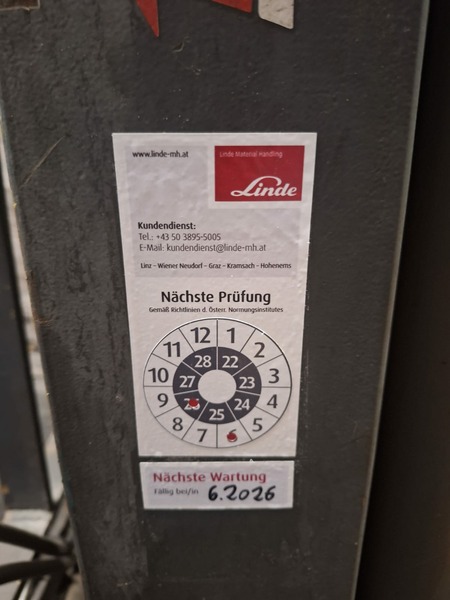 www.linde-mh.at
Linde Material Handling
Linde
Kundendienst:
Tel.: +43 50 3895-5005
E-Mail: kundendienst@linde-mh.at
Linz – Wiener Neudorf – Graz – Kramsach – Hohenems
Nächste Prüfung
Gemäß Richtlinien d. Österr. Normungsinstitutes
12 1 2 3 4 5 6 7 8 9 10 11
22 23 24 25 26 27 28
Nächste Wartung
Fällig bei/in 6.2026